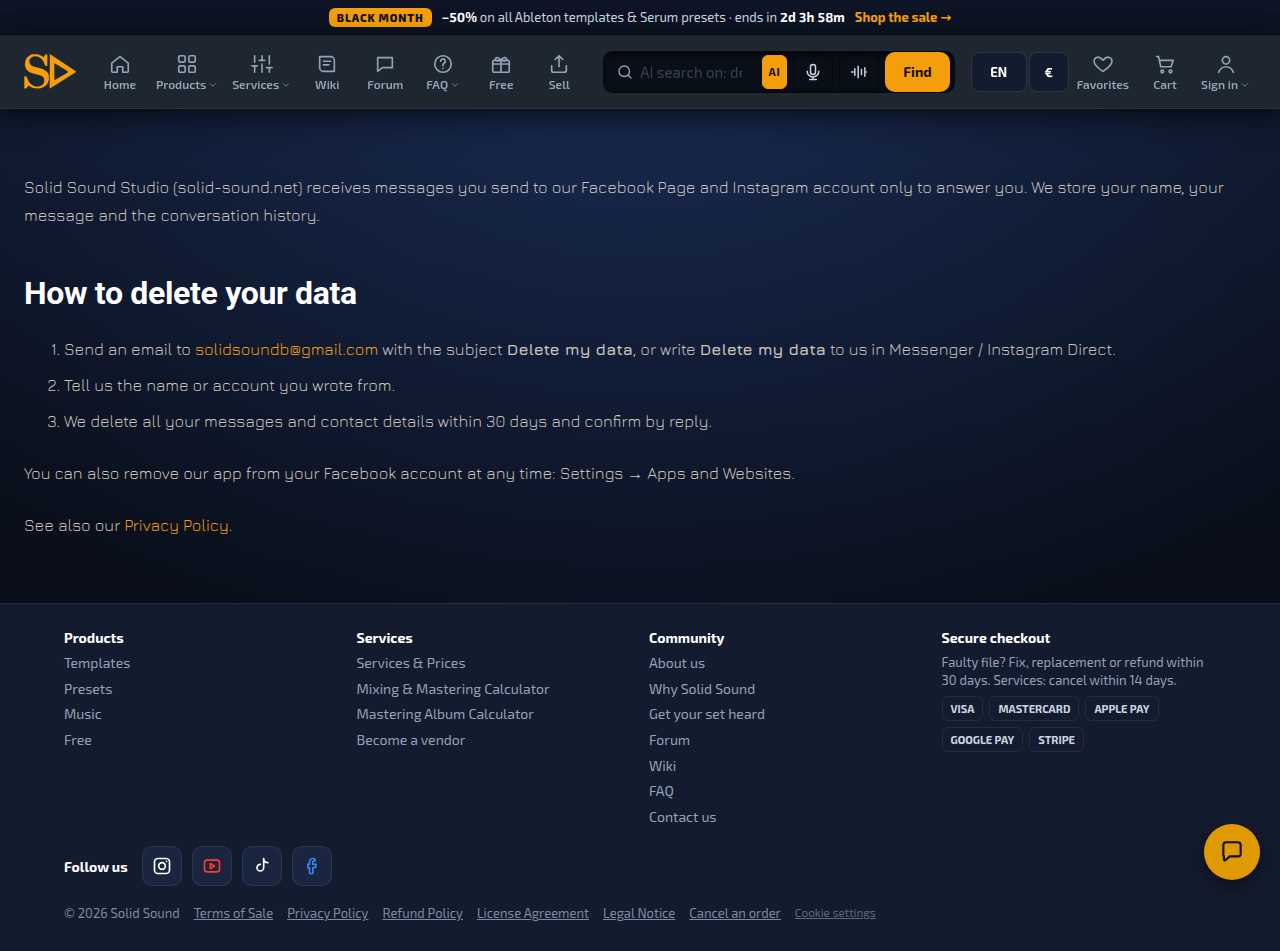 BLACK MONTH −50% on all Ableton templates & Serum presets · ends in 2d 3h 58m Shop the sale →
Home Products Services Wiki Forum FAQ Free Sell
AI search on: dr AI Find EN € Favorites Cart Sign in
Solid Sound Studio (solid-sound.net) receives messages you send to our Facebook Page and Instagram account only to answer you. We store your name, your
message and the conversation history.
How to delete your data
1. Send an email to solidsoundb@gmail.com with the subject Delete my data, or write Delete my data to us in Messenger / Instagram Direct.
2. Tell us the name or account you wrote from.
3. We delete all your messages and contact details within 30 days and confirm by reply.
You can also remove our app from your Facebook account at any time: Settings → Apps and Websites.
See also our Privacy Policy.
Products
Templates
Presets
Music
Free
Services
Services & Prices
Mixing & Mastering Calculator
Mastering Album Calculator
Become a vendor
Community
About us
Why Solid Sound
Get your set heard
Forum
Wiki
FAQ
Contact us
Secure checkout
Faulty file? Fix, replacement or refund within
30 days. Services: cancel within 14 days.
VISA MASTERCARD APPLE PAY
GOOGLE PAY STRIPE
Follow us
© 2026 Solid Sound Terms of Sale Privacy Policy Refund Policy License Agreement Legal Notice Cancel an order Cookie settings